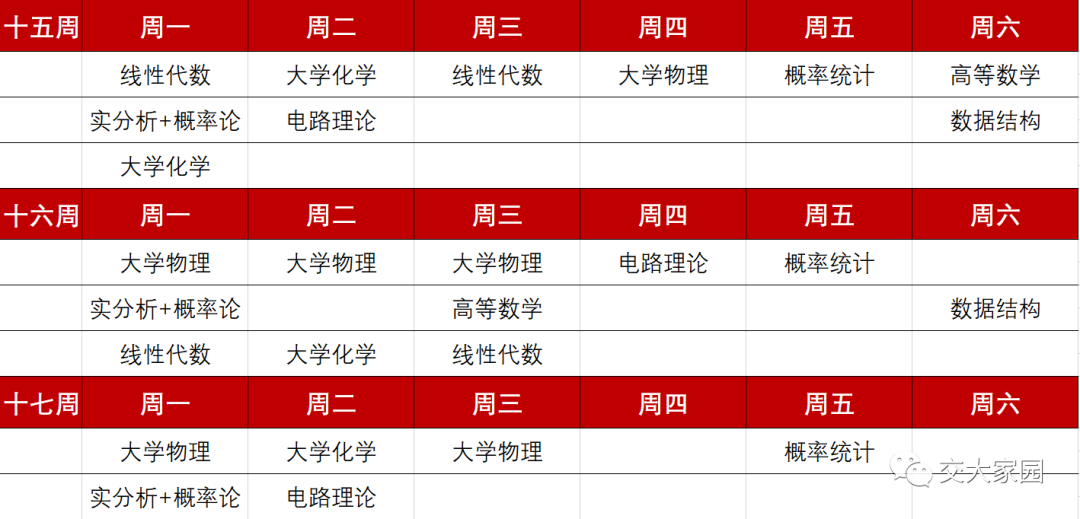 十五周 周一 周二 周三 周四 周五 周六
线性代数 大学化学 线性代数 大学物理 概率统计 高等数学
实分析+概率论 电路理论 数据结构
大学化学
十六周 周一 周二 周三 周四 周五 周六
大学物理 大学物理 大学物理 电路理论 概率统计
实分析+概率论 高等数学 数据结构
线性代数 大学化学 线性代数
十七周 周一 周二 周三 周四 周五 周六
大学物理 大学化学 大学物理 概率统计
交大家园
实分析+概率论 电路理论